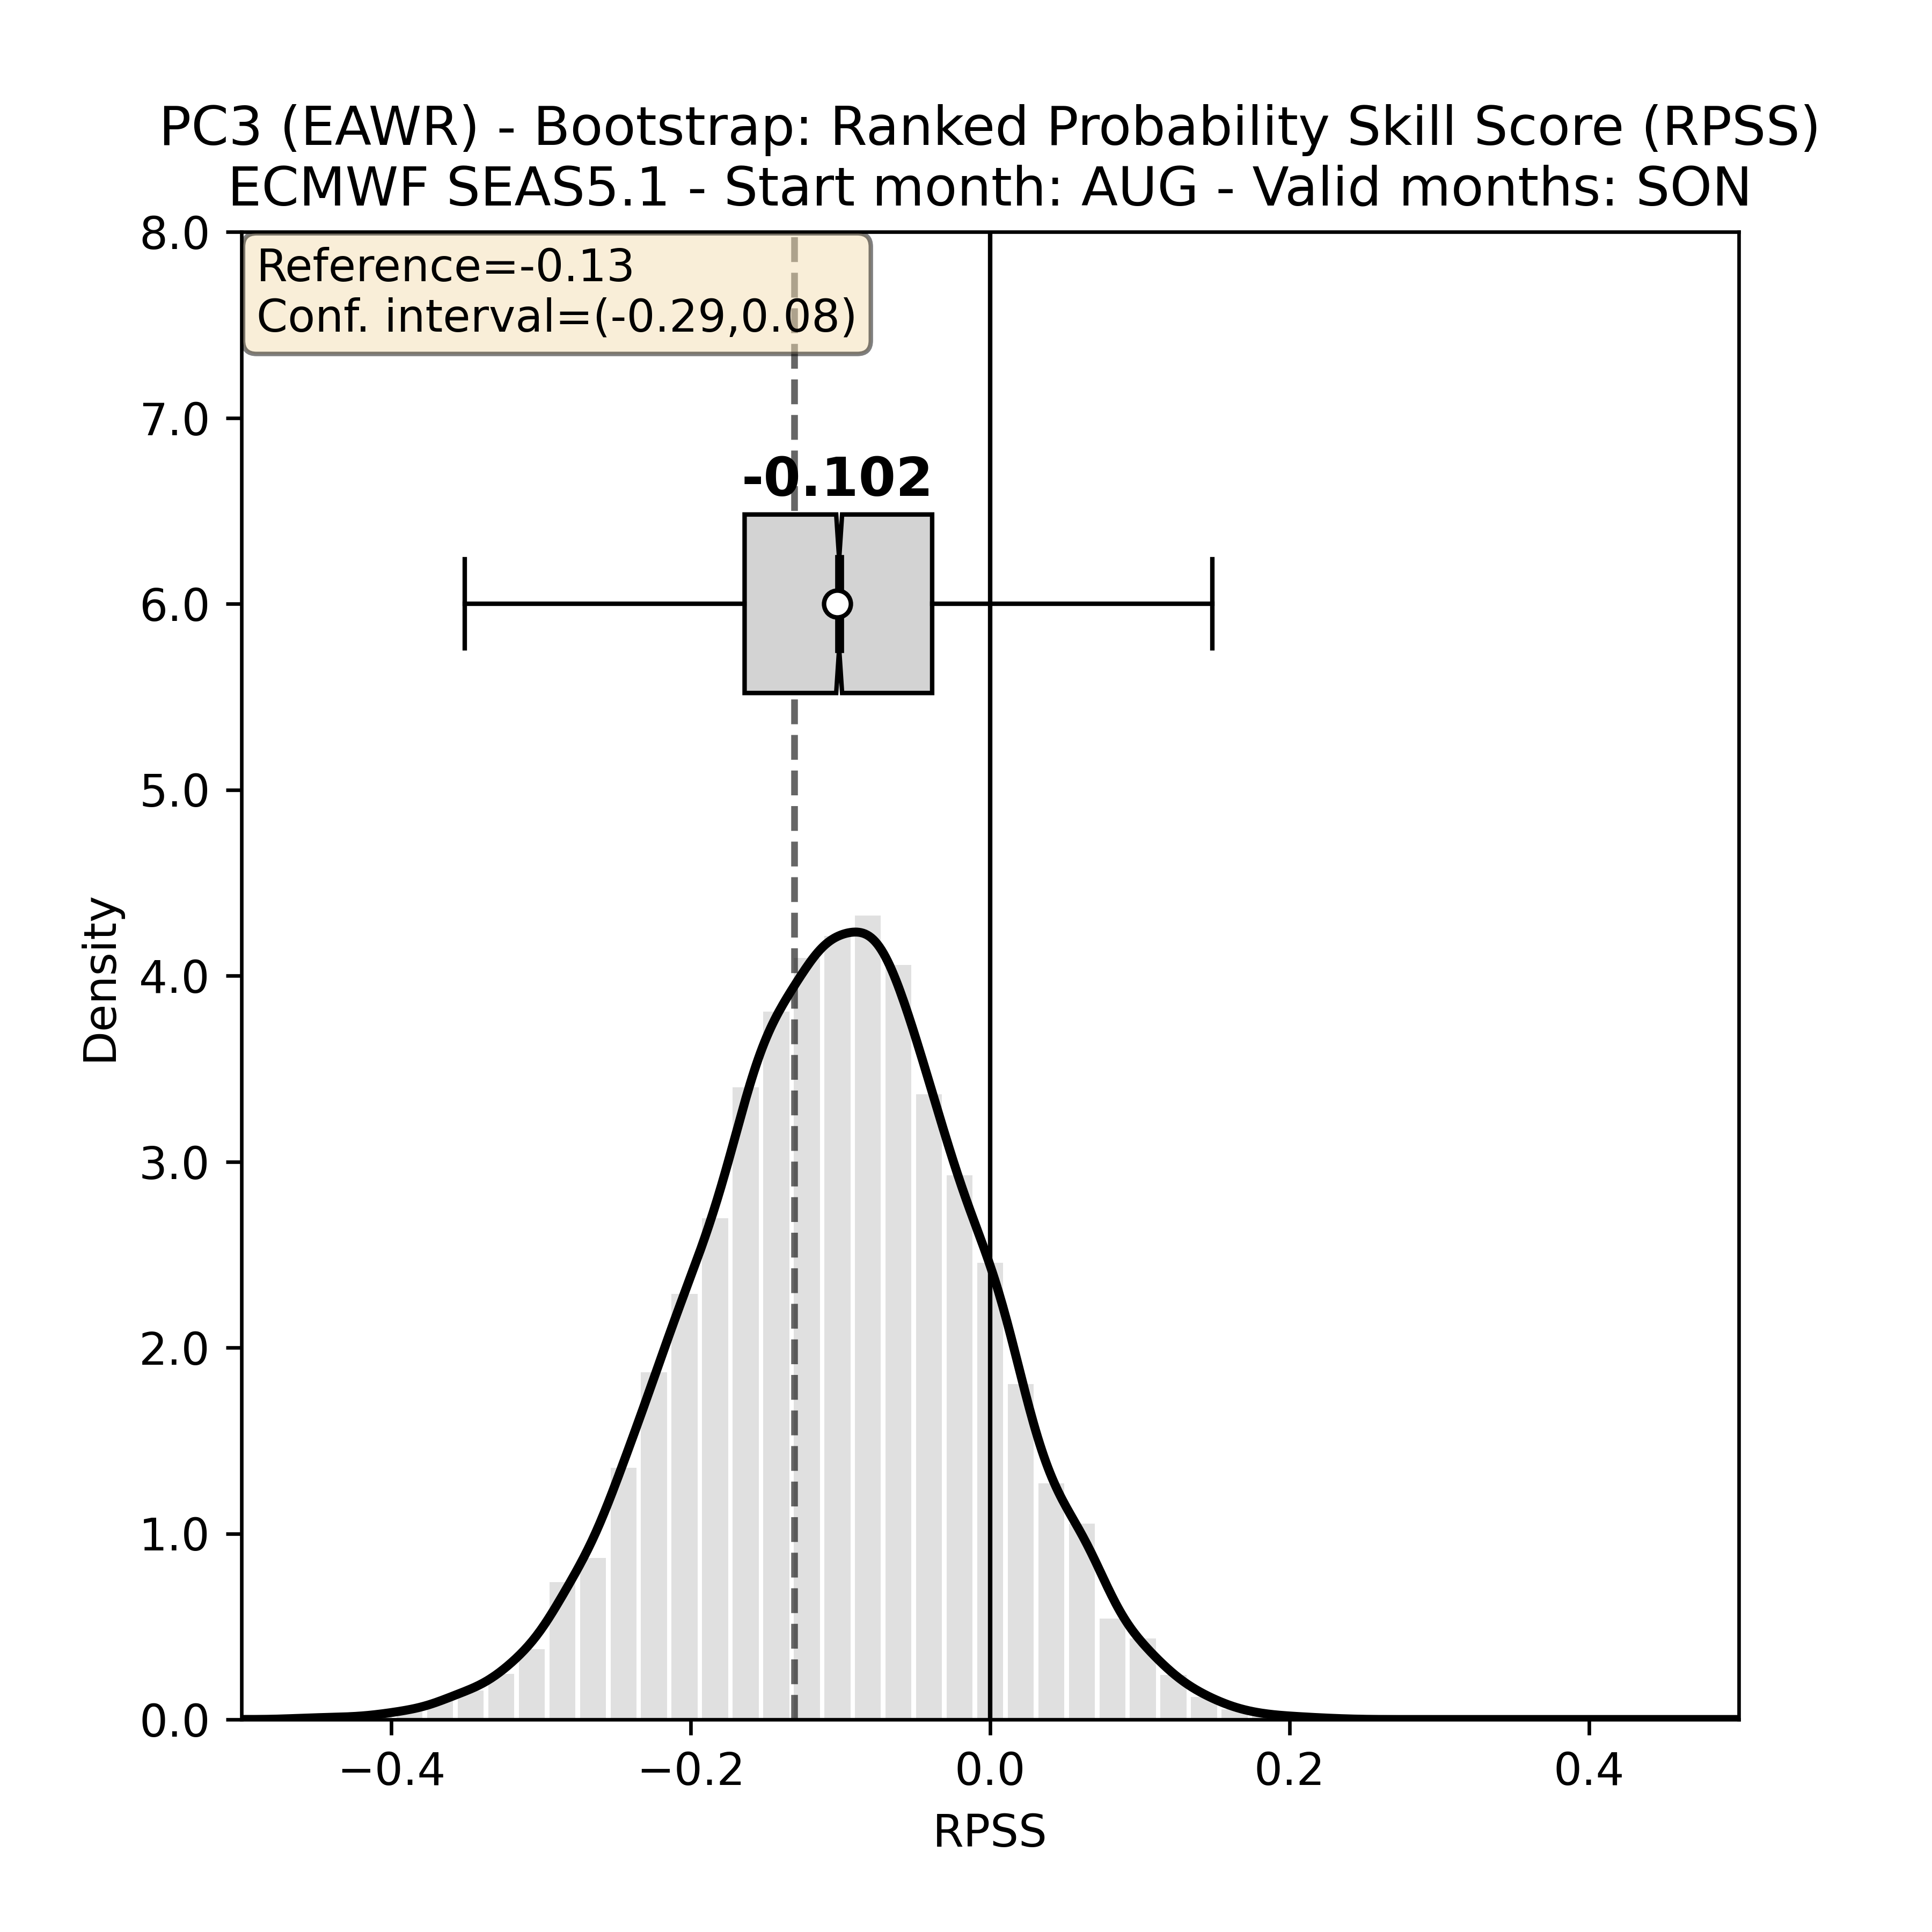 PC3 (EAWR) - Bootstrap: Ranked Probability Skill Score (RPSS)
ECMWF SEAS5.1 - Start month: AUG - Valid months: SON
Reference=-0.13
Conf. interval=(-0.29,0.08)
-0.102
8.0
7.0
6.0
5.0
4.0
3.0
2.0
1.0
0.0
Density
−0.4
−0.2
0.0
0.2
0.4
RPSS